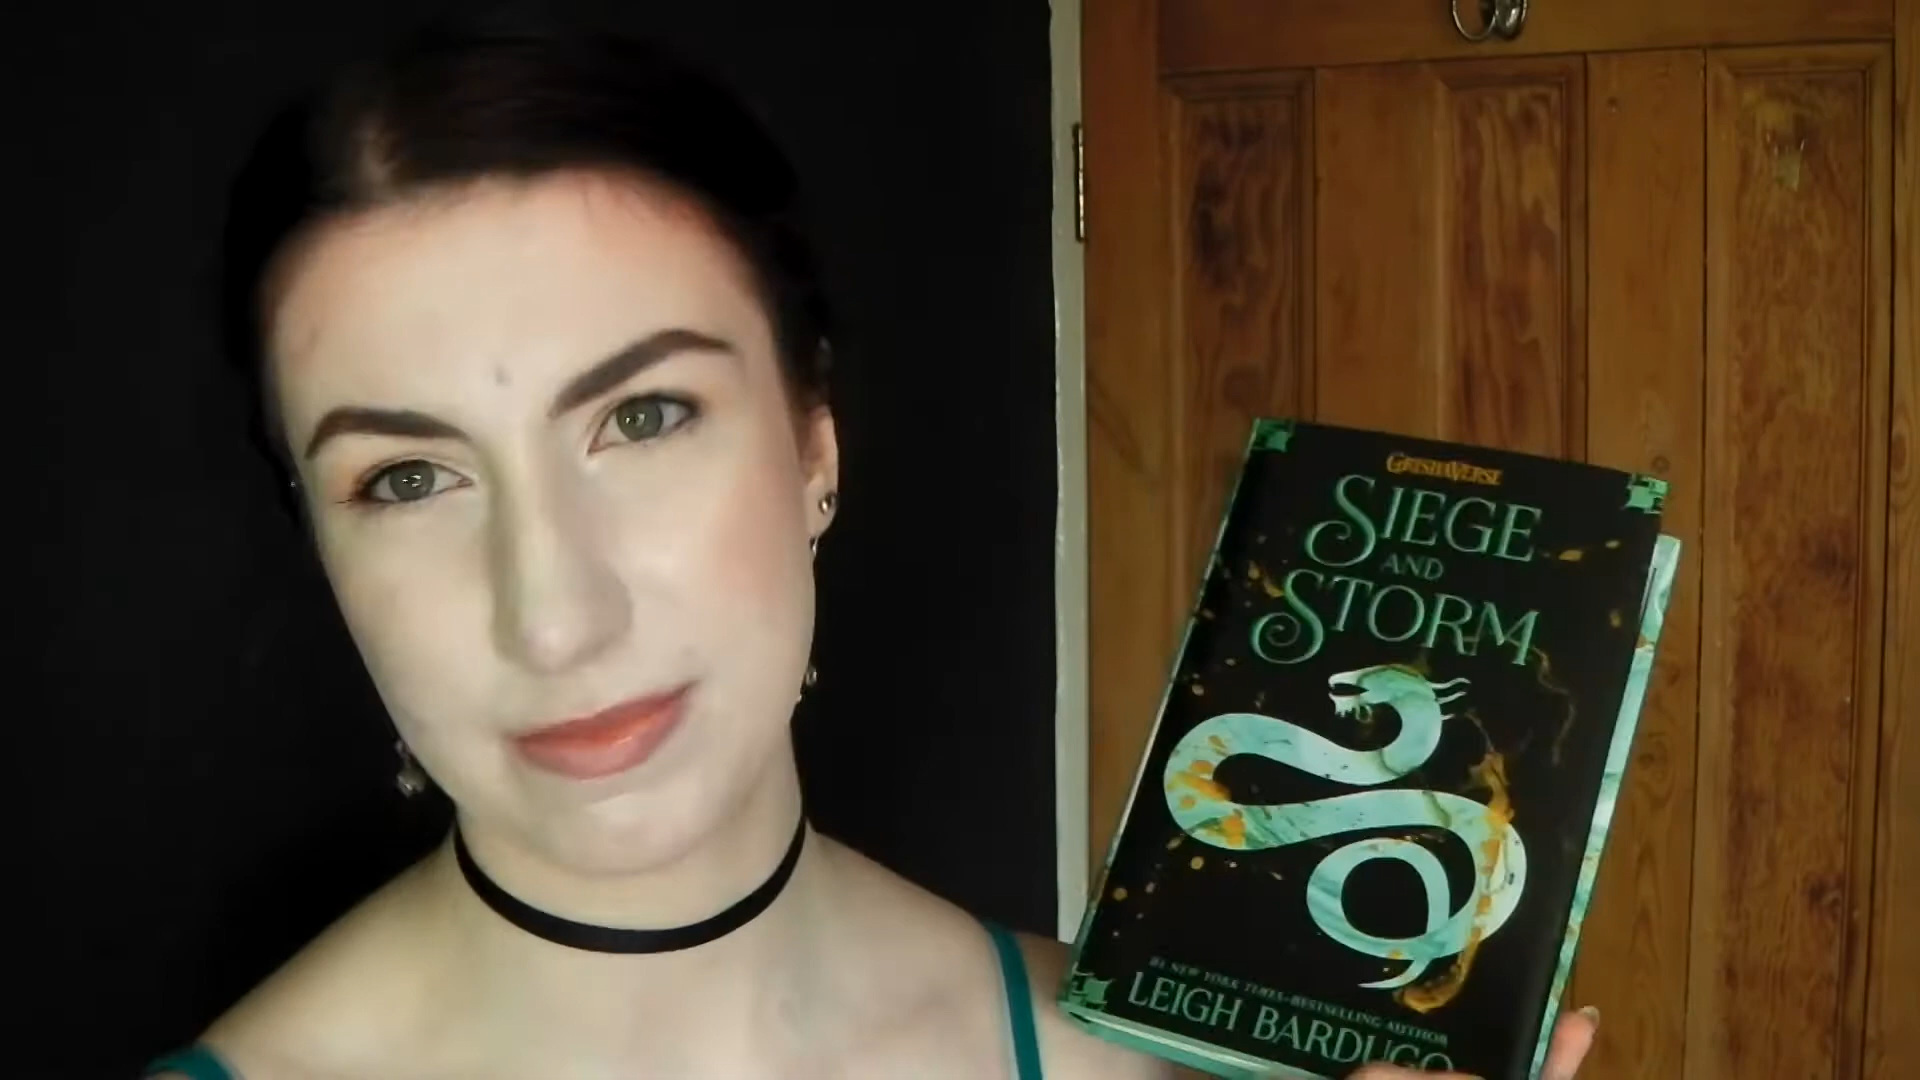 GRISHAVERSE
SIEGE
AND
STORM
#1 NEW YORK TIMES-BESTSELLING AUTHOR
LEIGH BARDUGO